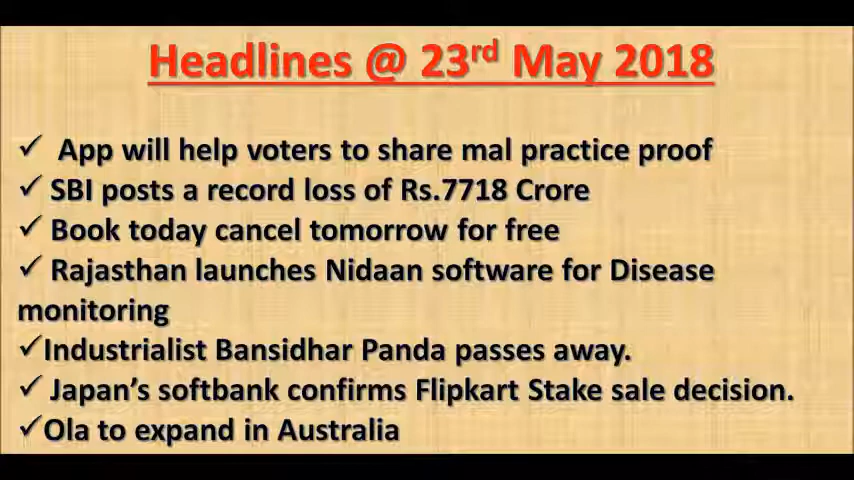 Headlines @ 23rd May 2018
✓ App will help voters to share mal practice proof
✓ SBI posts a record loss of Rs.7718 Crore
✓ Book today cancel tomorrow for free
✓ Rajasthan launches Nidaan software for Disease
monitoring
✓Industrialist Bansidhar Panda passes away.
✓ Japan’s softbank confirms Flipkart Stake sale decision.
✓Ola to expand in Australia